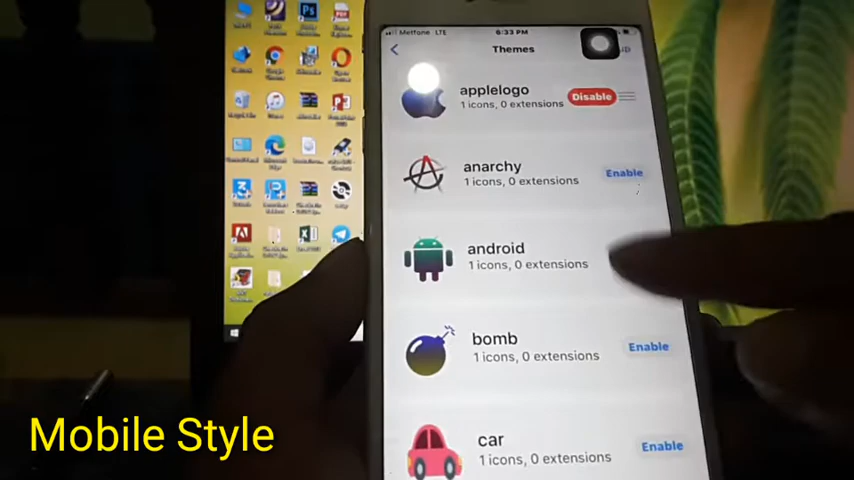 Metfone LTE 6:33 PM
Themes
applelogo
1 icons, 0 extensions
Disable
anarchy
1 icons, 0 extensions
Enable
android
1 icons, 0 extensions
bomb
1 icons, 0 extensions
Enable
car
1 icons, 0 extensions
Enable
Mobile Style